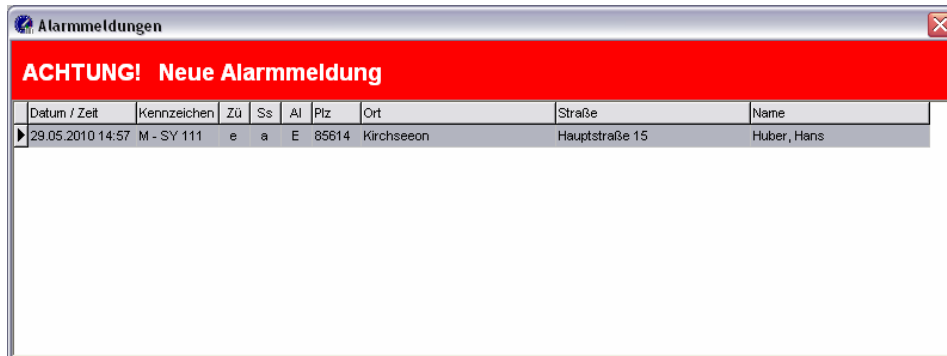 Alarmmeldungen
ACHTUNG! Neue Alarmmeldung
Datum / Zeit Kennzeichen Zü Ss Al Plz Ort Straße Name
29.05.2010 14:57 M - SY 111 e a E 85614 Kirchseeon Hauptstraße 15 Huber, Hans